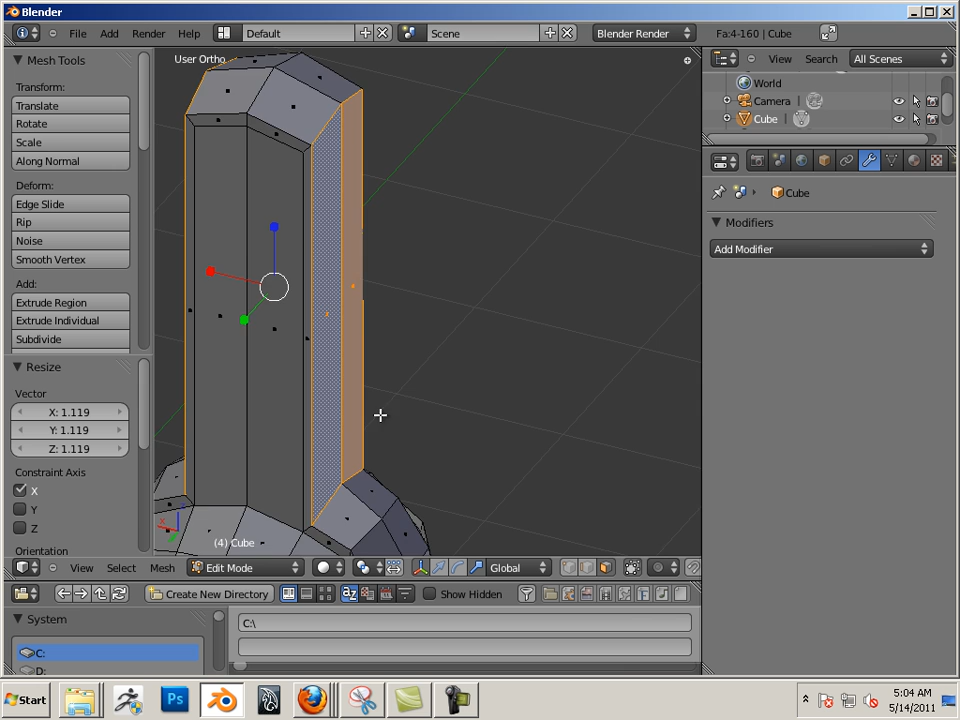 Blender
File Add Render Help Default Scene Blender Render Fa:4-160 | Cube
Mesh Tools
Transform:
Translate
Rotate
Scale
Along Normal
Deform:
Edge Slide
Rip
Noise
Smooth Vertex
Add:
Extrude Region
Extrude Individual
Subdivide
Resize
Vector
X: 1.119
Y: 1.119
Z: 1.119
Constraint Axis
X
Y
Z
Orientation
User Ortho
(4) Cube
View Select Mesh Edit Mode Global
View Search All Scenes
World
Camera
Cube
Cube
Modifiers
Add Modifier
Create New Directory Show Hidden
System
C:
D:
C:\
Start Ps 5:04 AM
5/14/2011